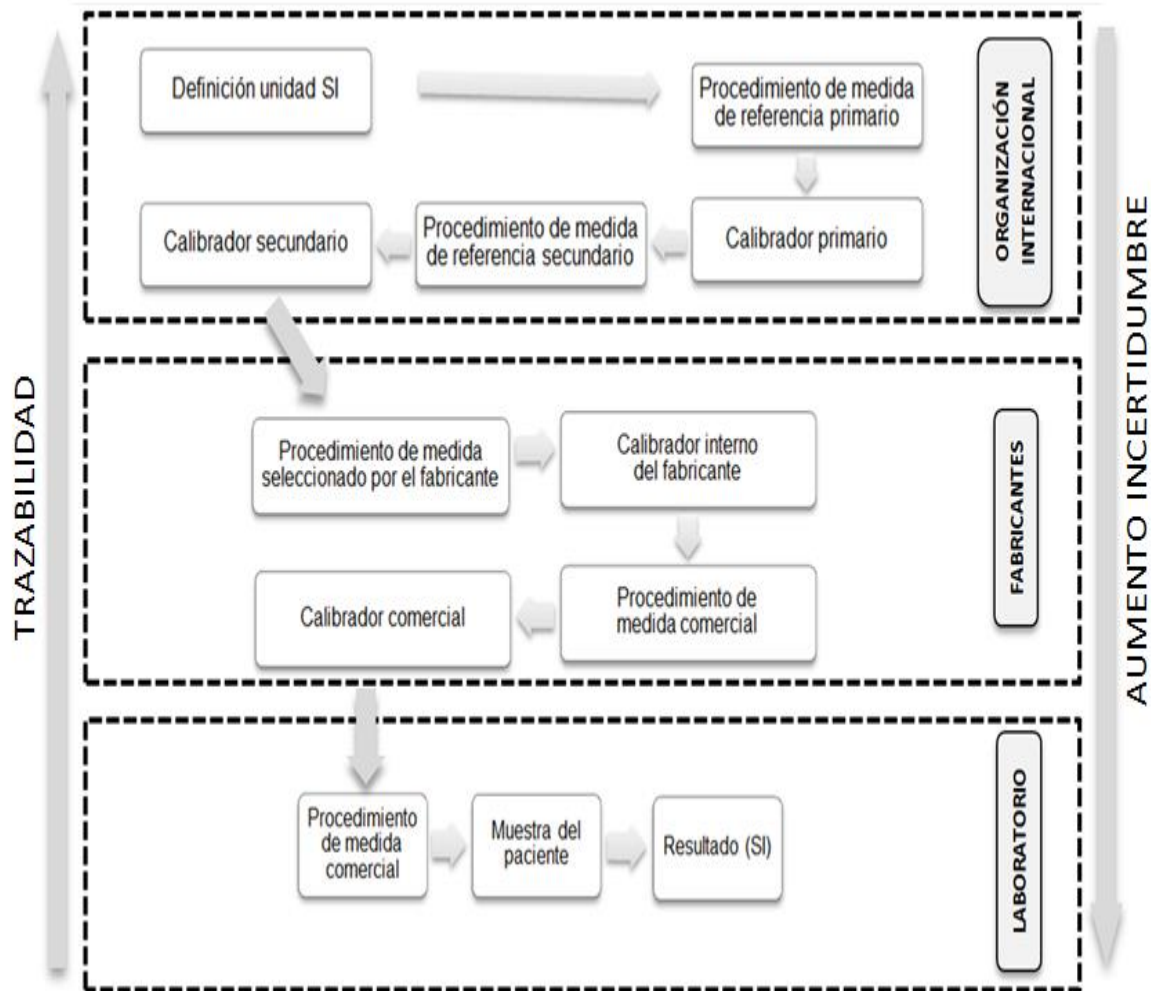 Definición unidad SI
Procedimiento de medida
de referencia primario
Calibrador secundario
Procedimiento de medida
de referencia secundario
Calibrador primario
ORGANIZACIÓN
INTERNACIONAL
Procedimiento de medida
seleccionado por el fabricante
Calibrador interno
del fabricante
Calibrador comercial
Procedimiento de
medida comercial
FABRICANTES
Procedimiento
de medida
comercial
Muestra del
paciente
Resultado (SI)
LABORATORIO
TRAZABILIDAD
AUMENTO INCERTIDUMBRE